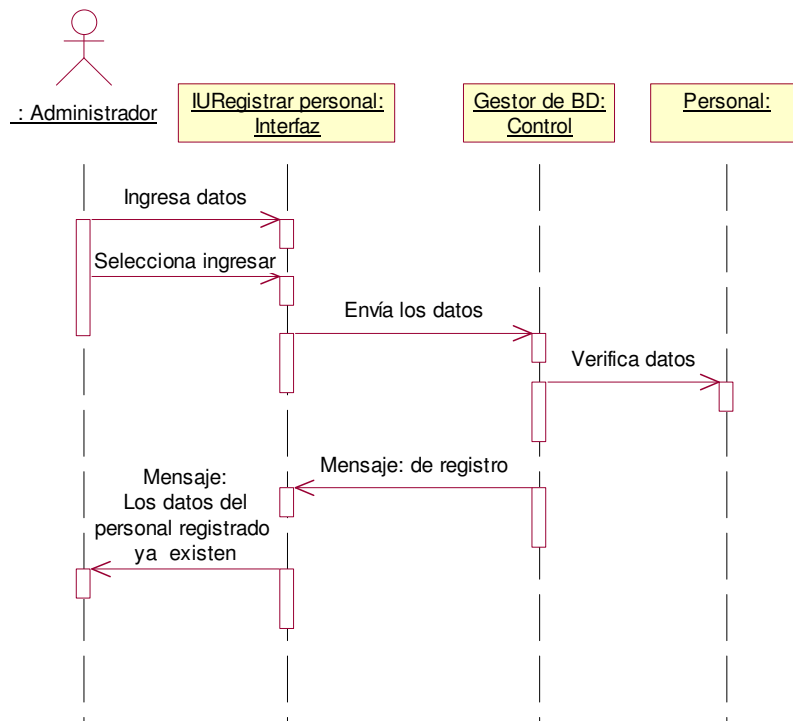 _ : Administrador
IURegistrar personal:
Interfaz
Gestor de BD:
Control
Personal:
Ingresa datos
Selecciona ingresar
Envía los datos
Verifica datos
Mensaje: de registro
Mensaje:
Los datos del
personal registrado
ya existen